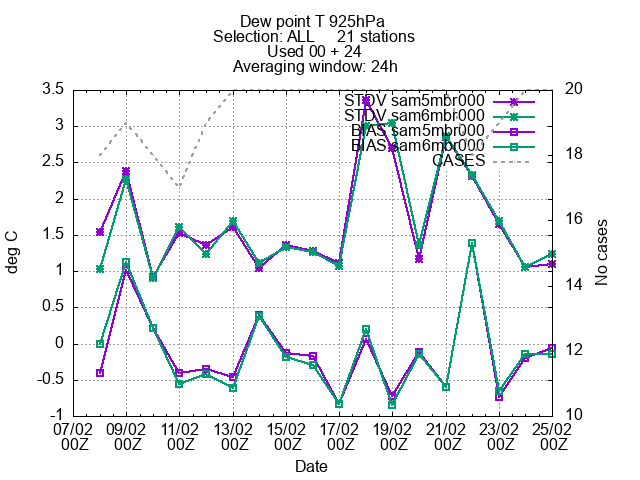 Dew point T 925hPa
Selection: ALL 21 stations
Used 00 + 24
Averaging window: 24h
STDV sam5mbr000
STDV sam6mbr000
BIAS sam5mbr000
BIAS sam6mbr000
CASES
3.5
3
2.5
2
1.5
1
0.5
0
-0.5
-1
deg C
20
18
16
14
12
10
No cases
07/02 09/02 11/02 13/02 15/02 17/02 19/02 21/02 23/02 25/02
00Z 00Z 00Z 00Z 00Z 00Z 00Z 00Z 00Z 00Z
Date